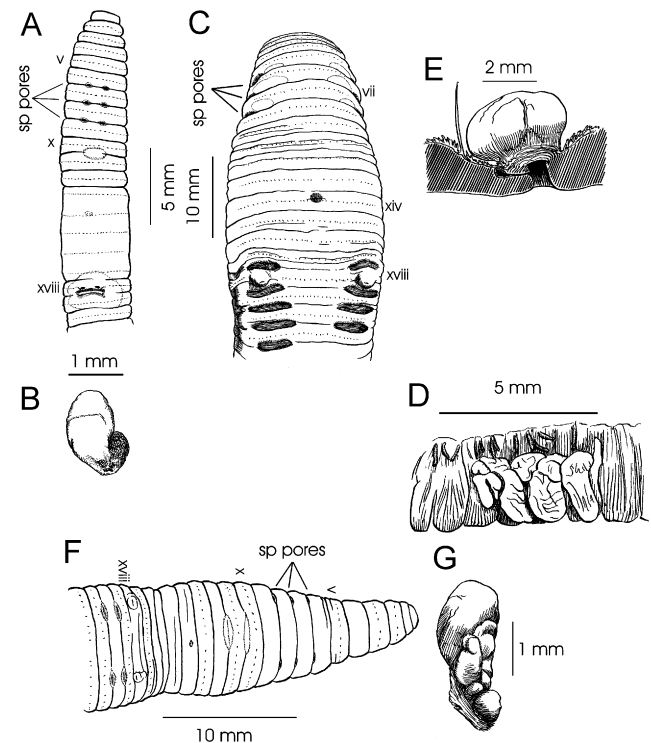 A
v
sp pores
x
5 mm
xviii
C
sp pores
vii
10 mm
xiv
xviii
E
2 mm
1 mm
B
D
5 mm
F
xviii
x
sp pores
v
10 mm
G
1 mm